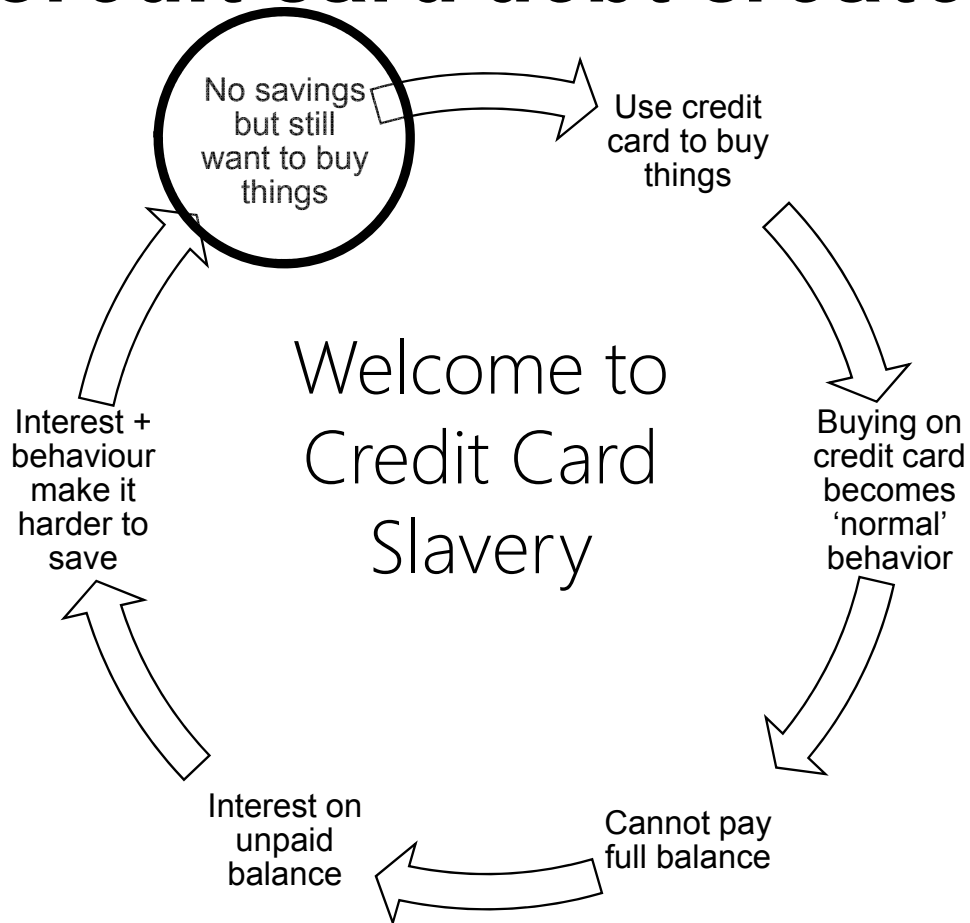 No savings
but still
want to buy
things
Use credit
card to buy
things
Buying on
credit card
becomes
‘normal’
behavior
Cannot pay
full balance
Interest on
unpaid
balance
Interest +
behaviour
make it
harder to
save
Welcome to
Credit Card
Slavery